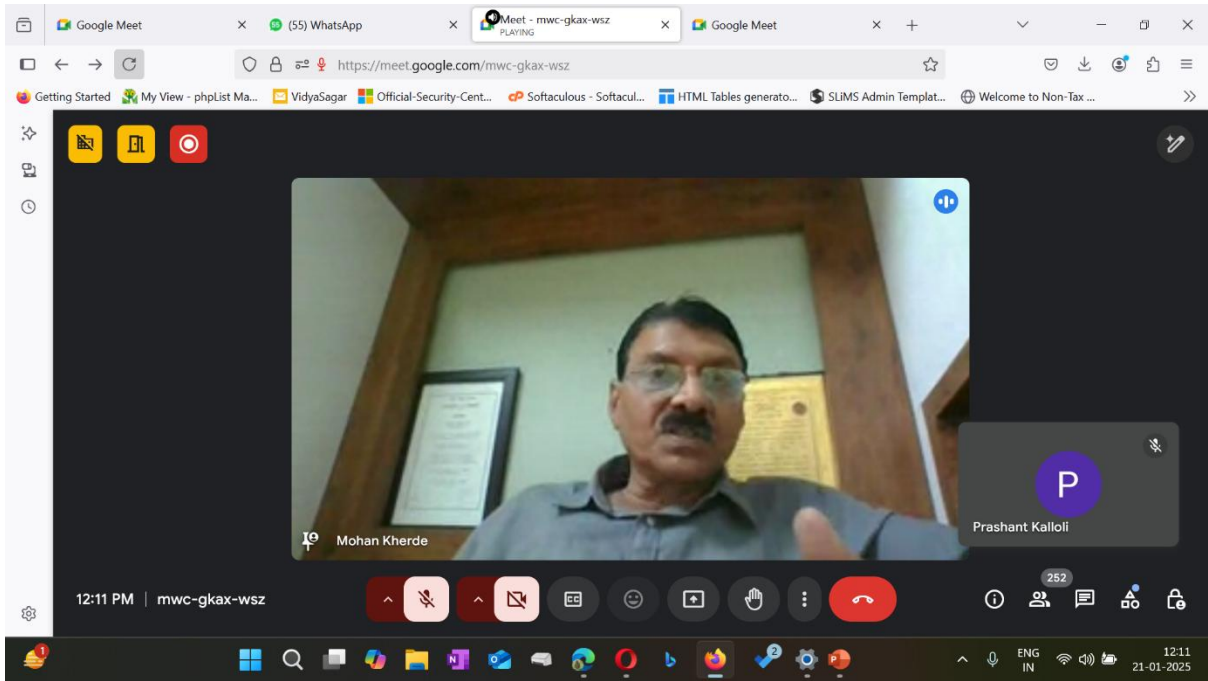 Google Meet
(55) WhatsApp
Meet - mwc-gkax-wsz
PLAYING
Google Meet
https://meet.google.com/mwc-gkax-wsz
Getting Started
My View - phpList Ma...
VidyaSagar
Official-Security-Cent...
Softaculous - Softacul...
HTML Tables generato...
SLiMS Admin Templat...
Welcome to Non-Tax ...
Mohan Kherde
P
Prashant Kalloli
12:11 PM | mwc-gkax-wsz
CC
252
1
2
ENG
IN
12:11
21-01-2025